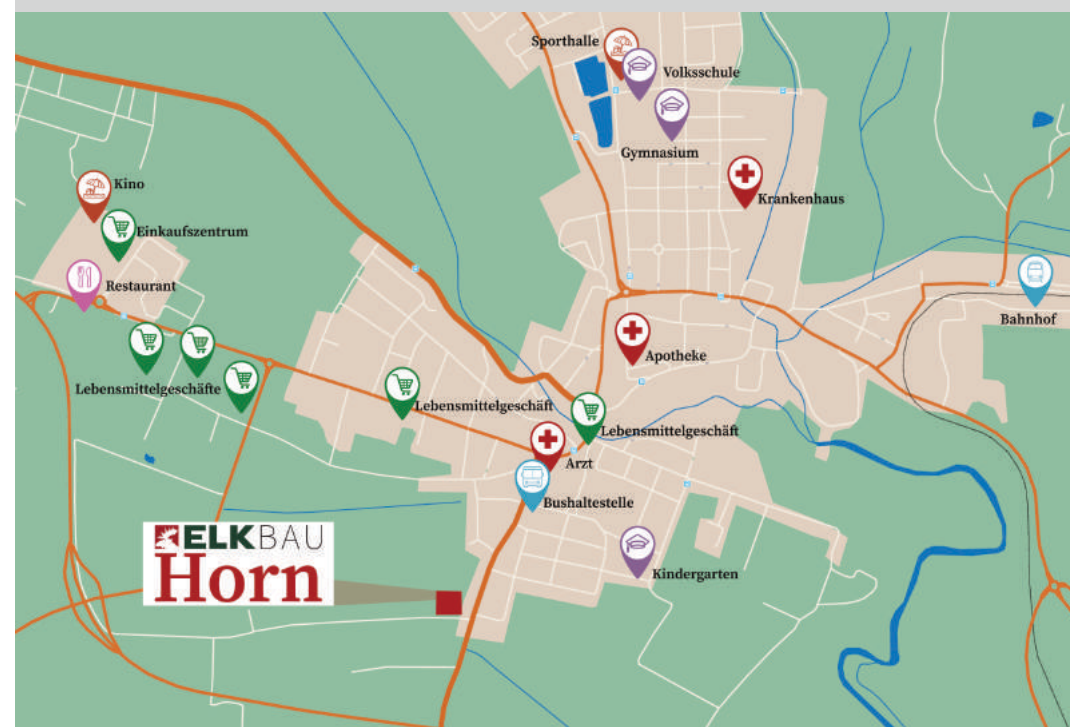 Sporthalle
Volksschule
Gymnasium
Krankenhaus
Kino
Einkaufszentrum
Restaurant
Bahnhof
Apotheke
Lebensmittelgeschäfte
Lebensmittelgeschäft
Lebensmittelgeschäft
Arzt
Bushaltestelle
ELKBAU
Horn
Kindergarten